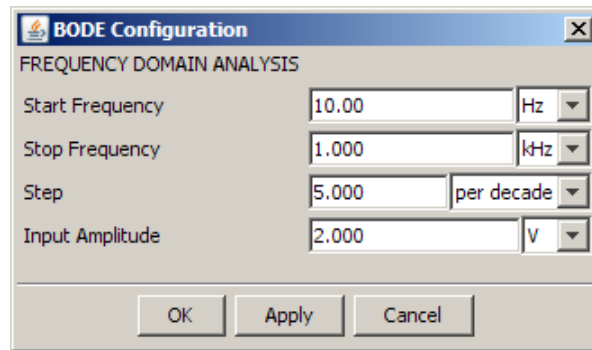 BODE Configuration
FREQUENCY DOMAIN ANALYSIS
Start Frequency 10.00 Hz
Stop Frequency 1.000 kHz
Step 5.000 per decade
Input Amplitude 2.000 V
OK Apply Cancel